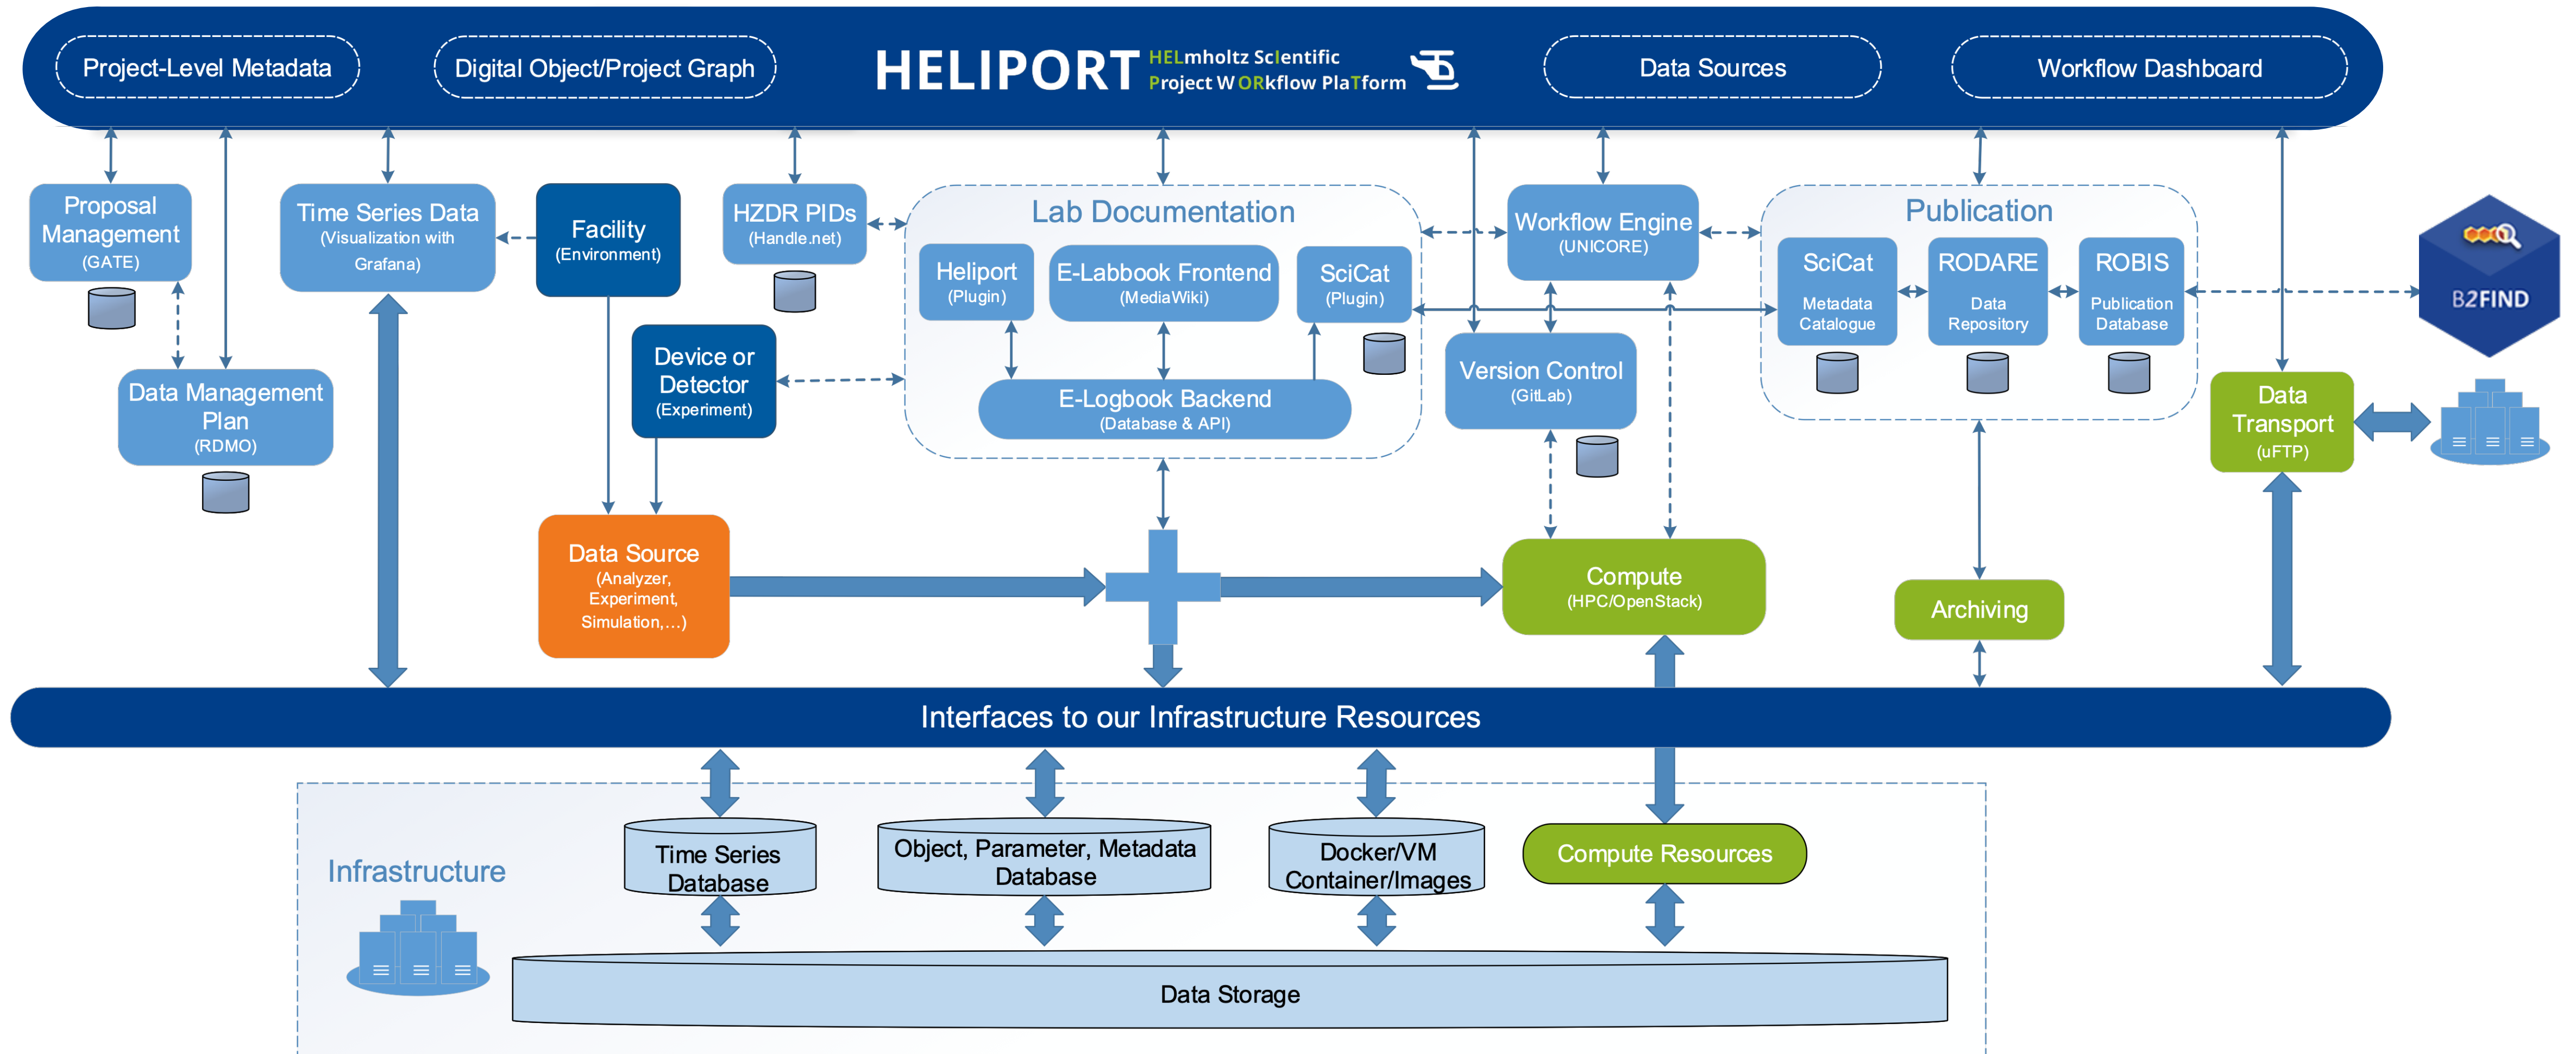 Project-Level Metadata
Digital Object/Project Graph
HELIPORT
HELmholtz ScIentific
Project WORkflow PlaTform
Data Sources
Workflow Dashboard
Proposal
Management
(GATE)
Data Management
Plan
(RDMO)
Time Series Data
(Visualization with
Grafana)
Facility
(Environment)
Device or
Detector
(Experiment)
HZDR PIDs
(Handle.net)
Lab Documentation
Heliport
(Plugin)
E-Labbook Frontend
(MediaWiki)
SciCat
(Plugin)
E-Logbook Backend
(Database & API)
Workflow Engine
(UNICORE)
Version Control
(GitLab)
Publication
SciCat
Metadata
Catalogue
RODARE
Data
Repository
ROBIS
Publication
Database
B2FIND
Data
Transport
(uFTP)
Data Source
(Analyzer,
Experiment,
Simulation,...)
Compute
(HPC/OpenStack)
Archiving
Interfaces to our Infrastructure Resources
Infrastructure
Time Series
Database
Object, Parameter, Metadata
Database
Docker/VM
Container/Images
Compute Resources
Data Storage